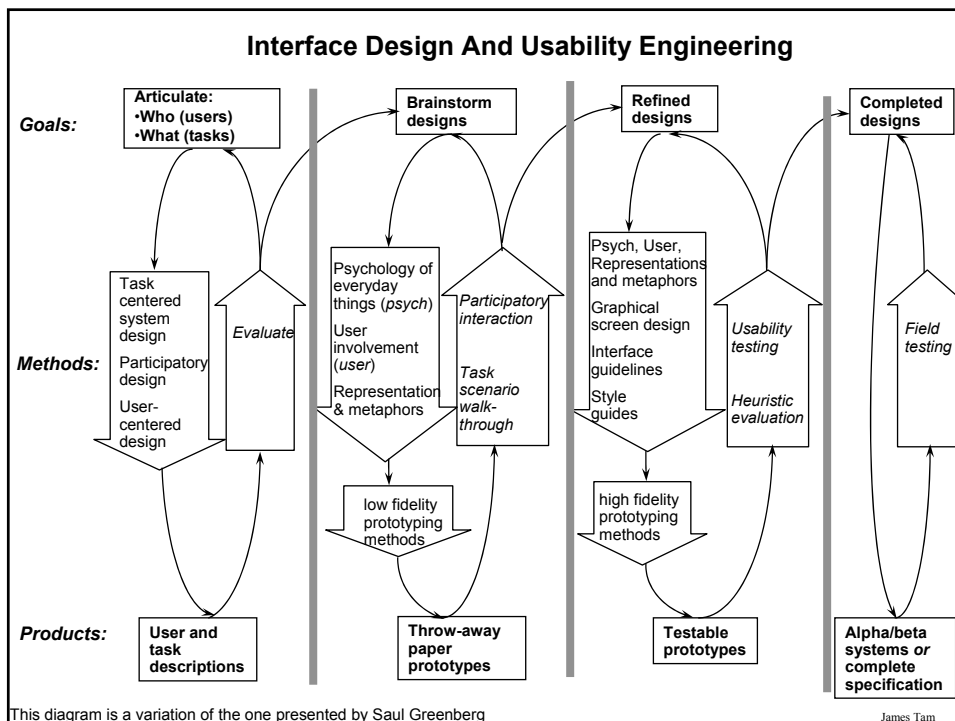 Interface Design And Usability Engineering
Goals:
Articulate:
•Who (users)
•What (tasks)
Brainstorm
designs
Refined
designs
Completed
designs
Methods:
Task
centered
system
design
Participatory
design
User-
centered
design
Evaluate
Psychology of
everyday
things (psych)
User
involvement
(user)
Representation
& metaphors
low fidelity
prototyping
methods
Participatory
interaction
Task
scenario
walk-
through
Psych, User,
Representations
and metaphors
Graphical
screen design
Interface
guidelines
Style
guides
high fidelity
prototyping
methods
Usability
testing
Heuristic
evaluation
Field
testing
Products:
User and
task
descriptions
Throw-away
paper
prototypes
Testable
prototypes
Alpha/beta
systems or
complete
specification
This diagram is a variation of the one presented by Saul Greenberg
James Tam